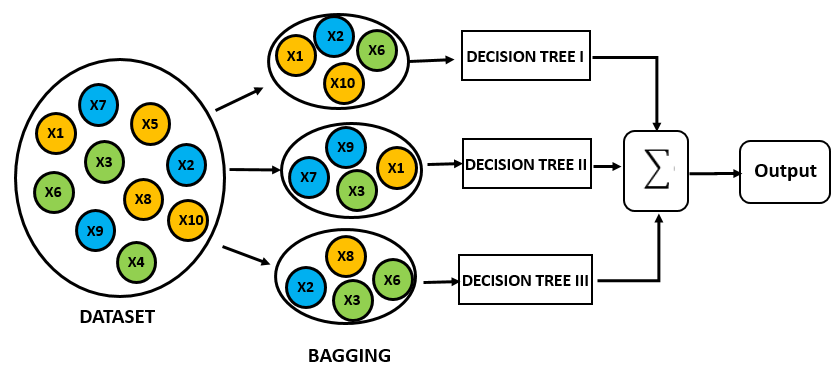 X7
X1
X5
X3
X2
X6
X8
X10
X9
X4
DATASET
X2
X1
X6
X10
X9
X1
X7
X3
X8
X6
X2
X3
BAGGING
DECISION TREE I
DECISION TREE II
DECISION TREE III
∑
Output